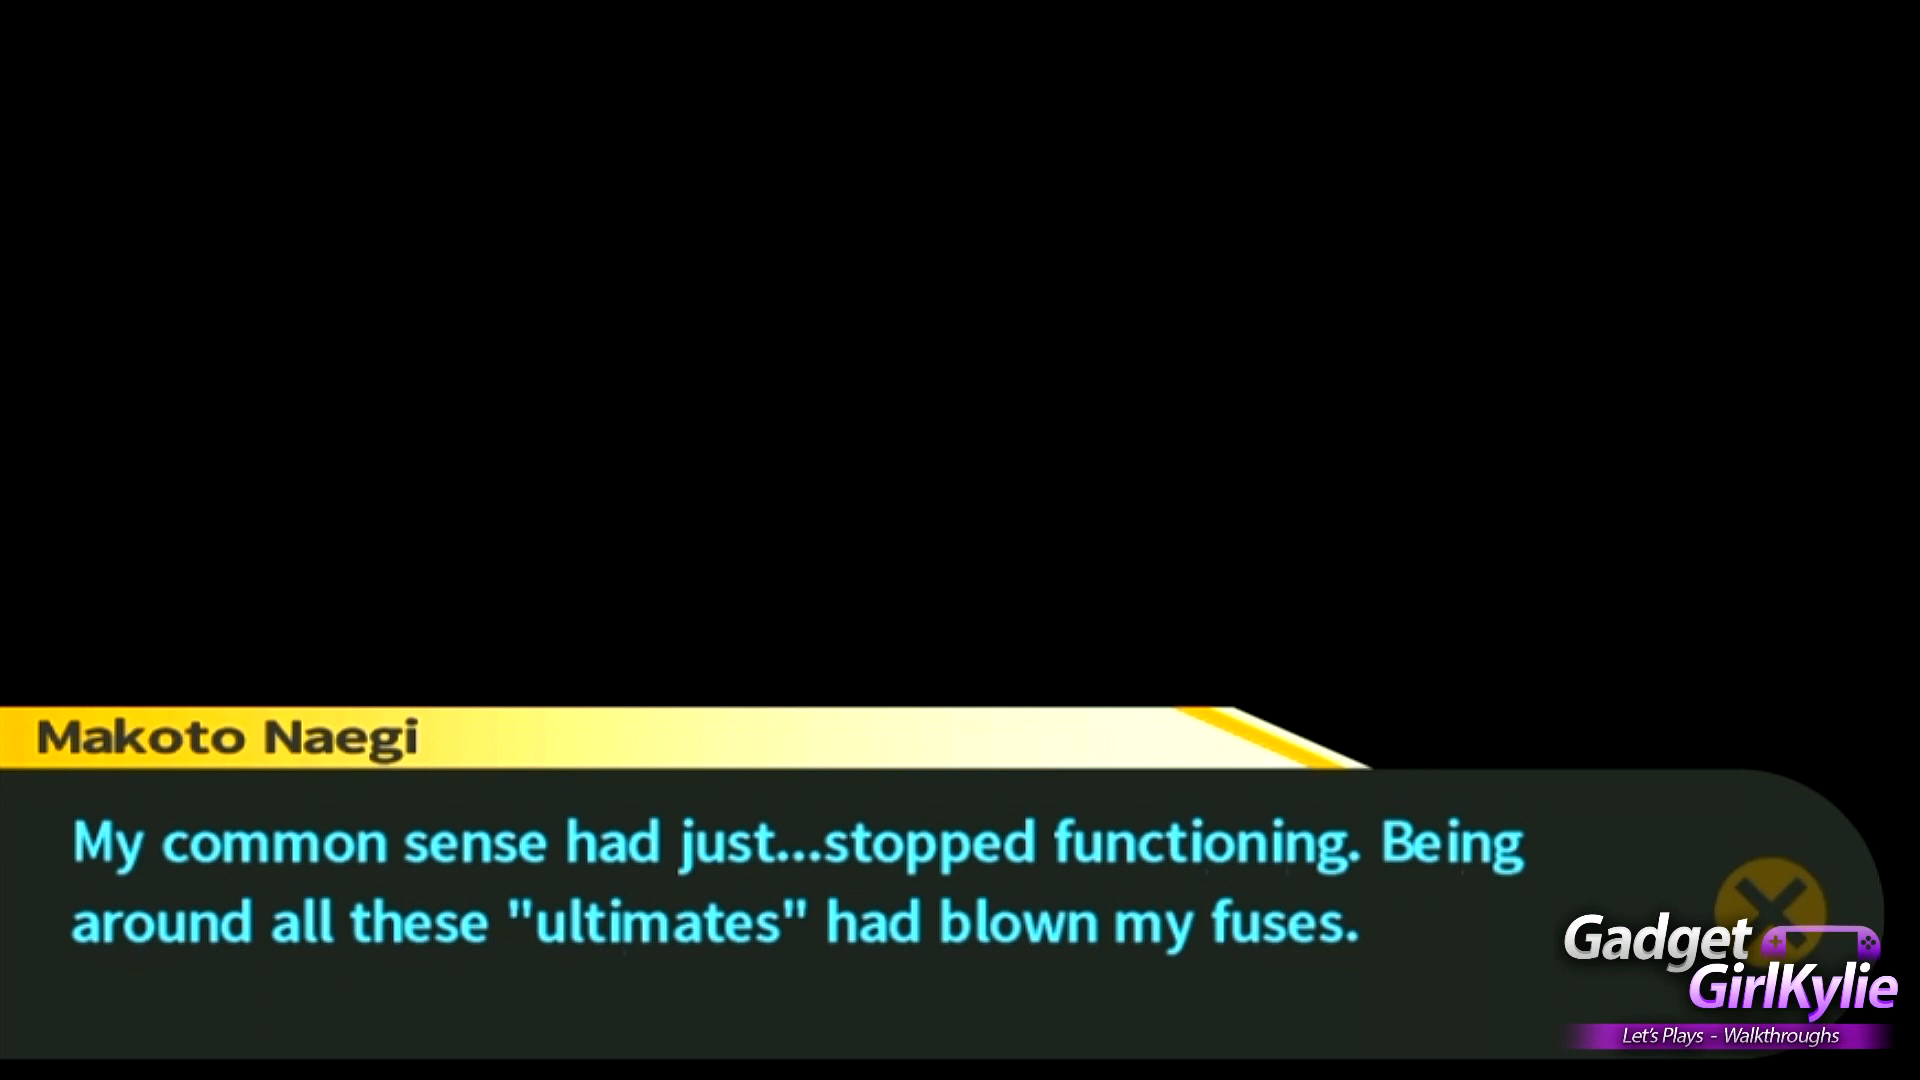 Makoto Naegi
My common sense had just...stopped functioning. Being
around all these "ultimates" had blown my fuses.
Gadget
GirlKylie
Let's Plays - Walkthroughs